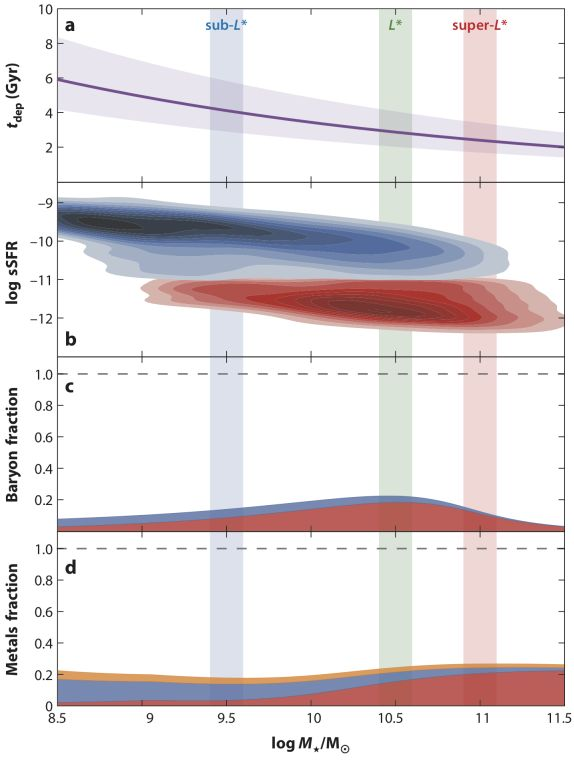 10
a
sub-L*
L*
super-L*
8
6
4
2
t_dep (Gyr)
−9
−10
−11
−12
log sSFR
b
1.0
c
0.8
0.6
0.4
0.2
Baryon fraction
1.0
d
0.8
0.6
0.4
0.2
0
Metals fraction
8.5
9
9.5
10
10.5
11
11.5
log M⋆/M⊙